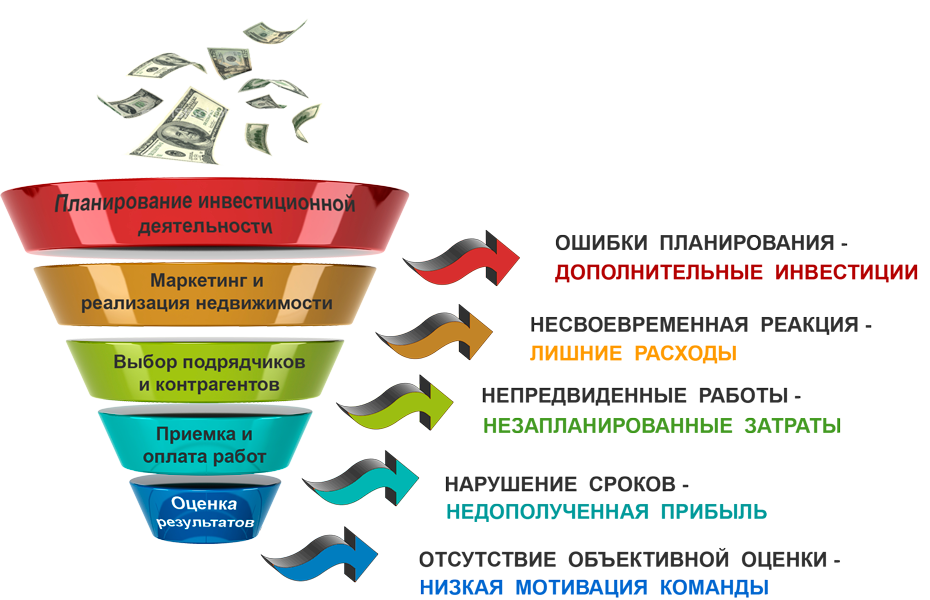 Планирование инвестиционной
деятельности
ОШИБКИ ПЛАНИРОВАНИЯ -
ДОПОЛНИТЕЛЬНЫЕ ИНВЕСТИЦИИ
Маркетинг и
реализация недвижимости
НЕСВОЕВРЕМЕННАЯ РЕАКЦИЯ -
ЛИШНИЕ РАСХОДЫ
Выбор подрядчиков
и контрагентов
НЕПРЕДВИДЕННЫЕ РАБОТЫ -
НЕЗАПЛАНИРОВАННЫЕ ЗАТРАТЫ
Приемка и
оплата работ
НАРУШЕНИЕ СРОКОВ -
НЕДОПОЛУЧЕННАЯ ПРИБЫЛЬ
Оценка
результатов
ОТСУТСТВИЕ ОБЪЕКТИВНОЙ ОЦЕНКИ -
НИЗКАЯ МОТИВАЦИЯ КОМАНДЫ